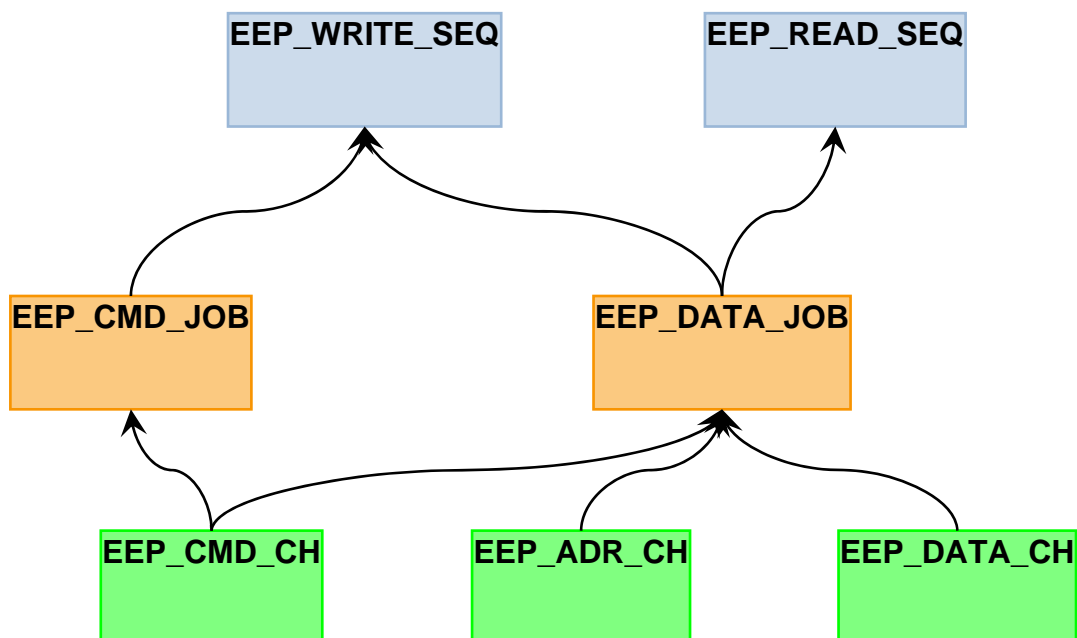 EEP_WRITE_SEQ
EEP_READ_SEQ
EEP_CMD_JOB
EEP_DATA_JOB
EEP_CMD_CH
EEP_ADR_CH
EEP_DATA_CH